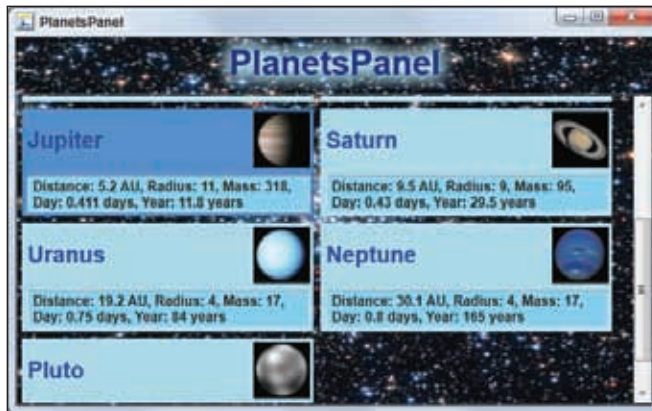 PlanetsPanel
PlanetsPanel
Jupiter
Distance: 5.2 AU, Radius: 11, Mass: 318,
Day: 0.411 days, Year: 11.8 years
Saturn
Distance: 9.5 AU, Radius: 9, Mass: 95,
Day: 0.43 days, Year: 29.5 years
Uranus
Distance: 19.2 AU, Radius: 4, Mass: 17,
Day: 0.75 days, Year: 84 years
Neptune
Distance: 30.1 AU, Radius: 4, Mass: 17,
Day: 0.8 days, Year: 165 years
Pluto